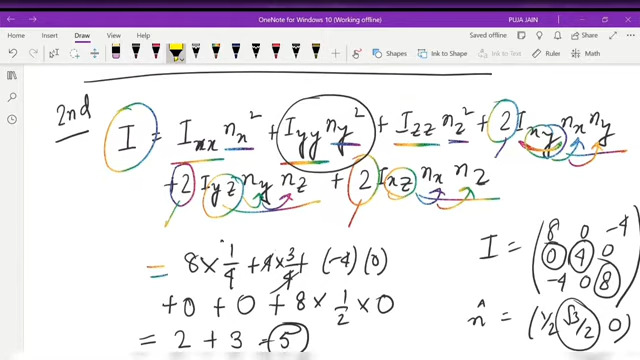 OneNote for Windows 10 (Working offline)
PUJA JAIN
Home Insert Draw View Help
Saved offline
Shapes Ink to Shape Ink to Text
2nd
I = Ixx nx² + Iyy ny² + Izz nz² + 2 Ixy nx ny
+2 Iyz ny nz + 2 Ixz nx nz
= 8 × 1/4 + 4 × 3/4 + (-4)(0)
+0 + 0 + 8 × 1/2 × 0
= 2 + 3 = 5
I = (8 0 -4
0 4 0
-4 0 8)
n̂ = (1/2 √3/2 0)